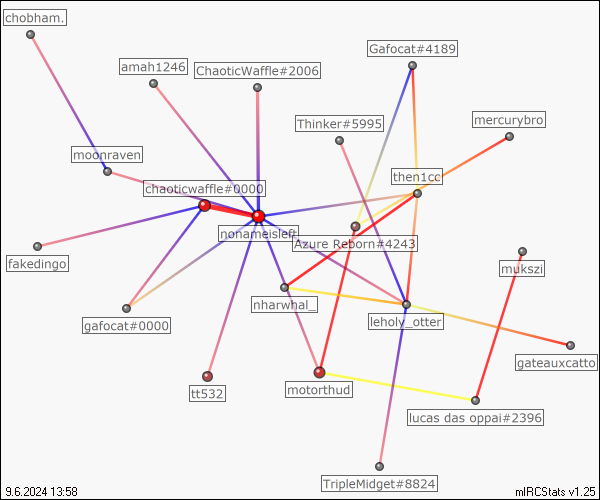 chobham.
Gafocat#4189
amah1246
ChaoticWaffle#2006
mercurybro
Thinker#5995
moonraven
then1cc
chaoticwaffle#0000
nonameisleft
Azure Reborn#4243
fakedingo
mukszi
nharwhal_
leholy_otter
gafocat#0000
gateauxcatto
tt532
motorthud
lucas das oppai#2396
TripleMidget#8824
9.6.2024 13:58
mIRCStats v1.25